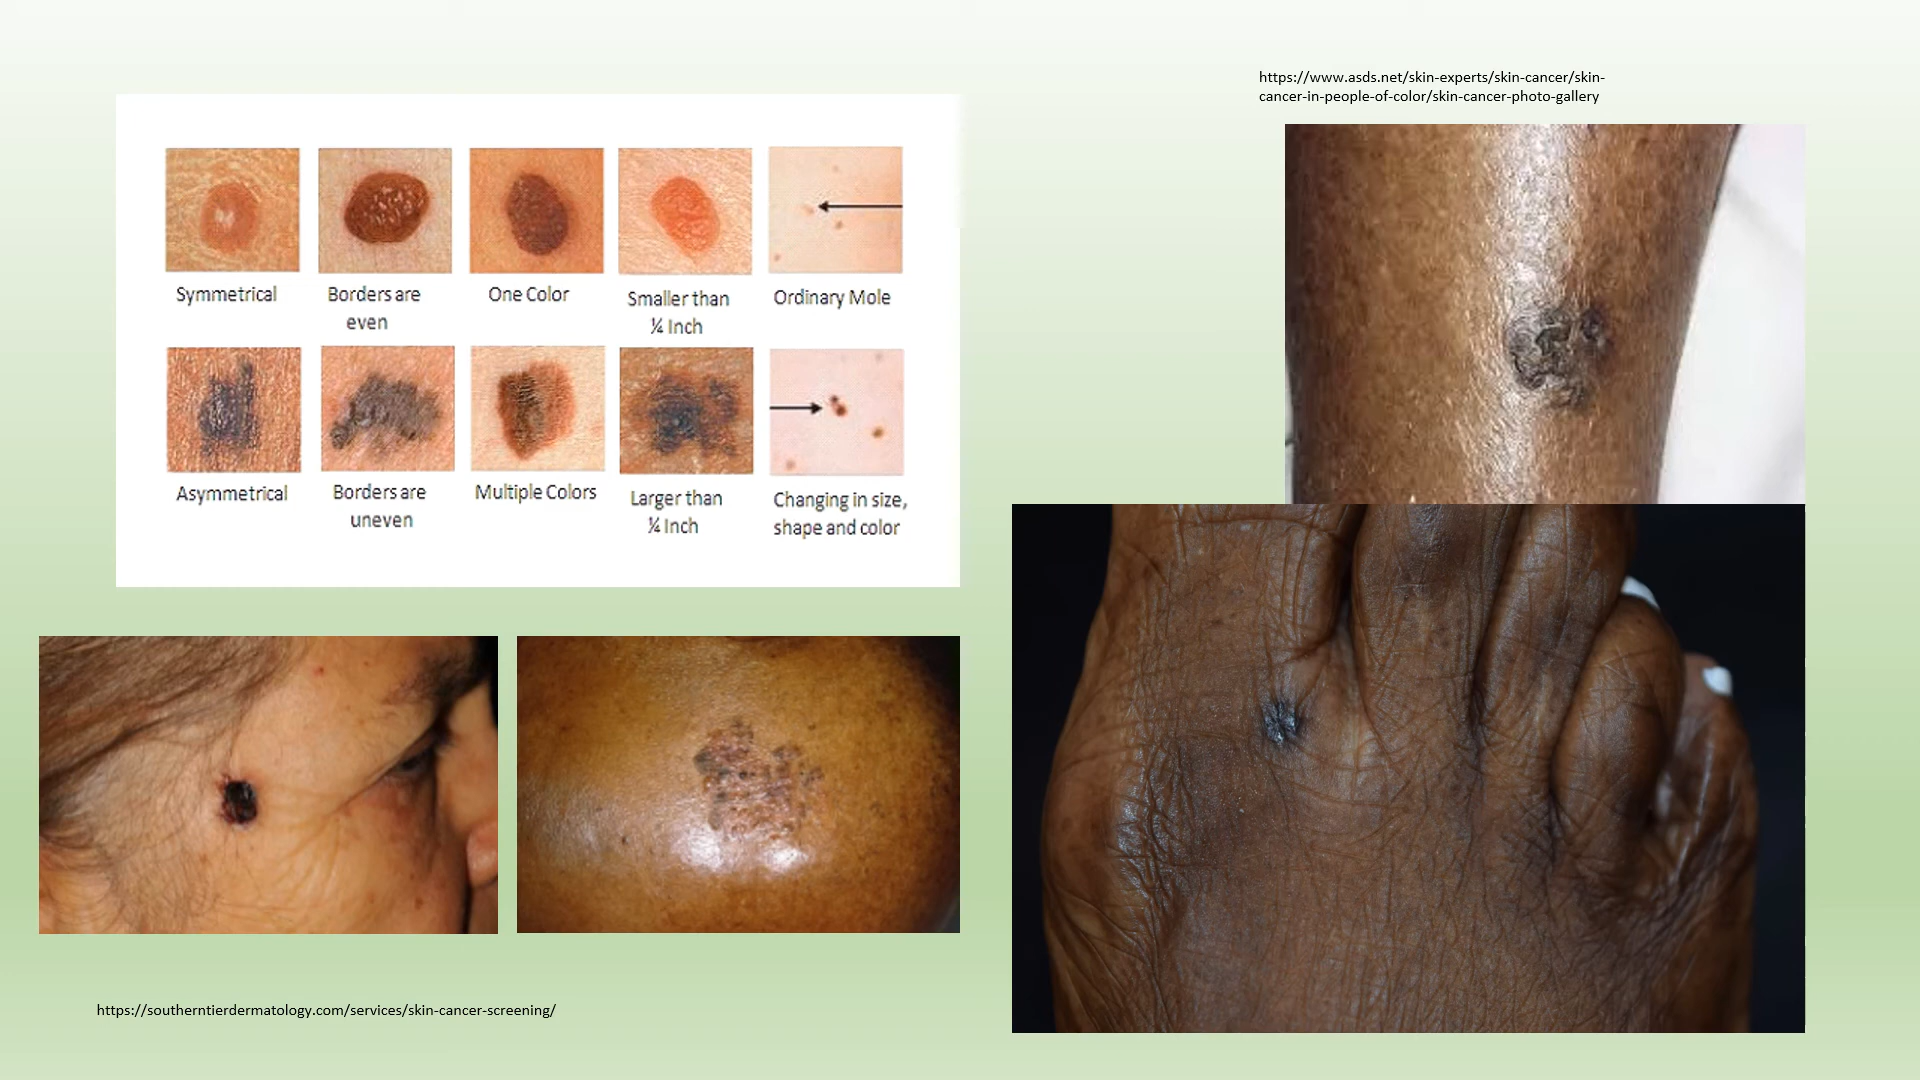 https://www.asds.net/skin-experts/skin-cancer/skin-
cancer-in-people-of-color/skin-cancer-photo-gallery
Symmetrical
Borders are
even
One Color
Smaller than
¼ Inch
Ordinary Mole
Asymmetrical
Borders are
uneven
Multiple Colors
Larger than
¼ Inch
Changing in size,
shape and color
https://southerntierdermatology.com/services/skin-cancer-screening/